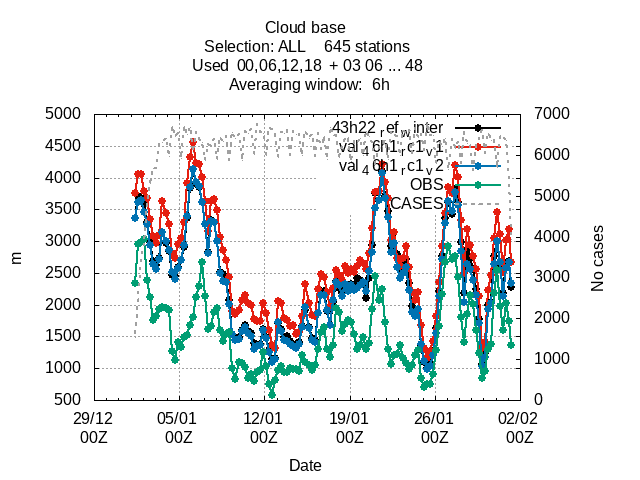 Cloud base
Selection: ALL 645 stations
Used 00,06,12,18 + 03 06 ... 48
Averaging window: 6h
5000
4500
4000
3500
3000
2500
2000
1500
1000
500
m
7000
6000
5000
4000
3000
2000
1000
0
No cases
43h22_ref_winter
val_46h1_rc1_v1
val_46h1_rc1_v2
OBS
CASES
29/12 05/01 12/01 19/01 26/01 02/02
00Z 00Z 00Z 00Z 00Z 00Z
Date